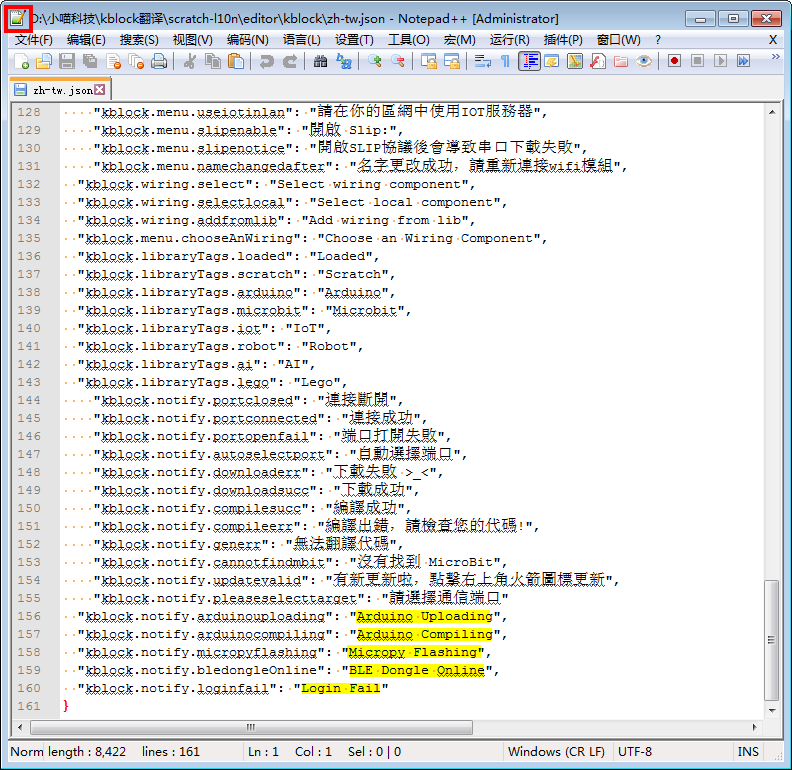 D:\小喵科技\kblock翻译\scratch-l10n\editor\kblock\zh-tw.json - Notepad++ [Administrator]
文件(F) 编辑(E) 搜索(S) 视图(V) 编码(N) 语言(L) 设置(T) 工具(O) 宏(M) 运行(R) 插件(P) 窗口(W) ? X
zh-tw.json
128 "kblock.menu.useiotinlan": "請在你的區網中使用IOT服務器",
129 "kblock.menu.slipenable": "開啟 Slip:",
130 "kblock.menu.slipenotice": "開啟SLIP協議後會導致串口下載失敗",
131 "kblock.menu.namechangedafter": "名字更改成功，請重新連接wifi模組",
132 "kblock.wiring.select": "Select wiring component",
133 "kblock.wiring.selectlocal": "Select local component",
134 "kblock.wiring.addfromlib": "Add wiring from lib",
135 "kblock.menu.chooseAnWiring": "Choose an Wiring Component",
136 "kblock.libraryTags.loaded": "Loaded",
137 "kblock.libraryTags.scratch": "Scratch",
138 "kblock.libraryTags.arduino": "Arduino",
139 "kblock.libraryTags.microbit": "Microbit",
140 "kblock.libraryTags.iot": "IoT",
141 "kblock.libraryTags.robot": "Robot",
142 "kblock.libraryTags.ai": "AI",
143 "kblock.libraryTags.lego": "Lego",
144 "kblock.notify.portclosed": "連接斷開",
145 "kblock.notify.portconnected": "連接成功",
146 "kblock.notify.portopenfail": "端口打開失敗",
147 "kblock.notify.autoselectport": "自動選擇端口",
148 "kblock.notify.downloaderr": "下載失敗 >_<",
149 "kblock.notify.downloadsucc": "下載成功",
150 "kblock.notify.compilesucc": "編譯成功",
151 "kblock.notify.compileerr": "編譯出錯，請檢查您的代碼!",
152 "kblock.notify.generr": "無法翻譯代碼",
153 "kblock.notify.cannotfindmbit": "沒有找到 MicroBit",
154 "kblock.notify.updatevalid": "有新更新啦，點擊右上角火箭圖標更新",
155 "kblock.notify.pleaseselecttarget": "請選擇通信端口"
156 "kblock.notify.arduinouploading": "Arduino Uploading",
157 "kblock.notify.arduinocompiling": "Arduino Compiling",
158 "kblock.notify.micropyflashing": "Micropy Flashing",
159 "kblock.notify.bledongleOnline": "BLE Dongle Online",
160 "kblock.notify.loginfail": "Login Fail"
161 }
Norm length : 8,422 lines : 161 Ln : 1 Col : 1 Sel : 0 | 0 Windows (CR LF) UTF-8 INS